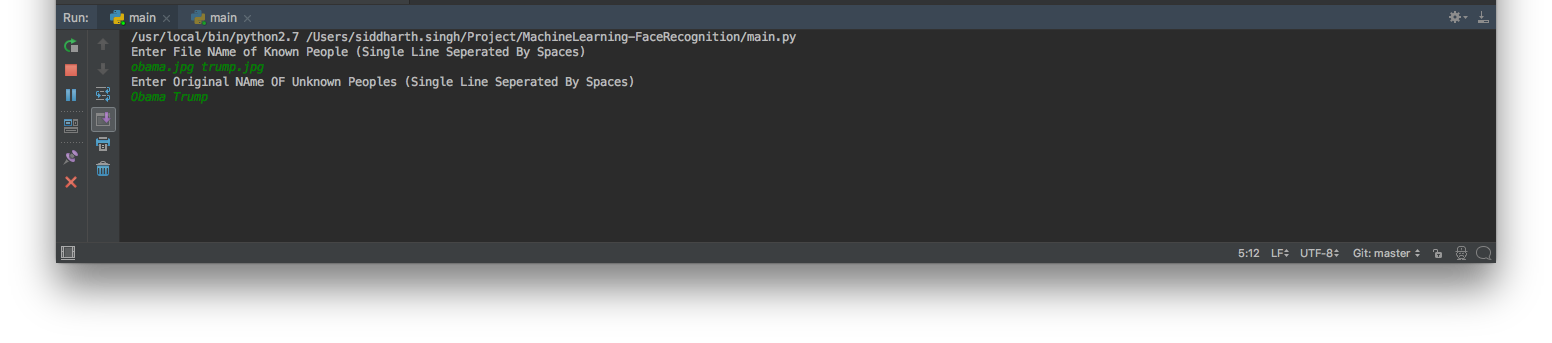 Run: main main
/usr/local/bin/python2.7 /Users/siddharth.singh/Project/MachineLearning-FaceRecognition/main.py
Enter File NAme of Known People (Single Line Seperated By Spaces)
obama.jpg trump.jpg
Enter Original NAme OF Unknown Peoples (Single Line Seperated By Spaces)
Obama Trump
5:12 LF UTF-8 Git: master